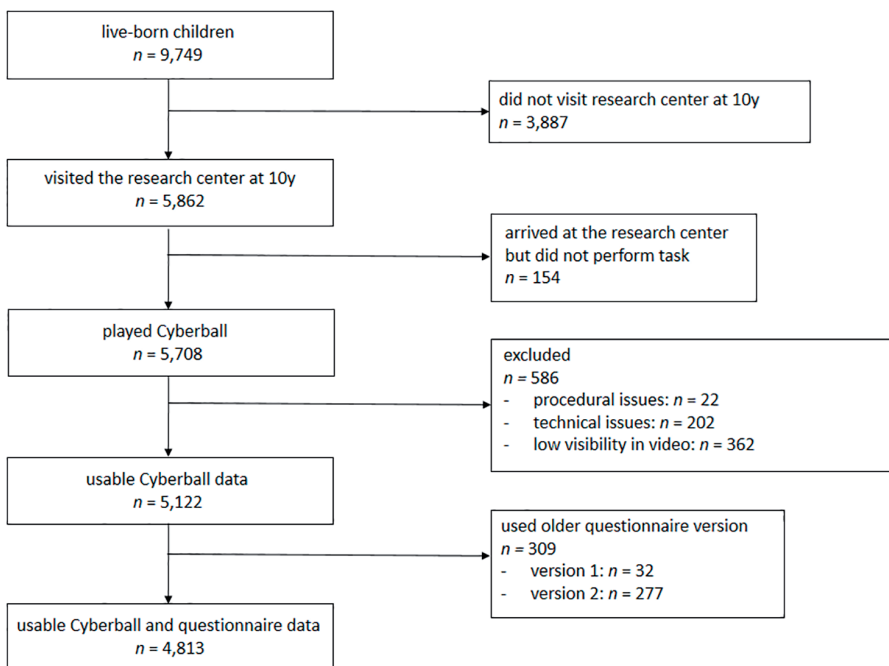 live-born children
n = 9,749
did not visit research center at 10y
n = 3,887
visited the research center at 10y
n = 5,862
arrived at the research center
but did not perform task
n = 154
played Cyberball
n = 5,708
excluded
n = 586
- procedural issues: n = 22
- technical issues: n = 202
- low visibility in video: n = 362
usable Cyberball data
n = 5,122
used older questionnaire version
n = 309
- version 1: n = 32
- version 2: n = 277
usable Cyberball and questionnaire data
n = 4,813